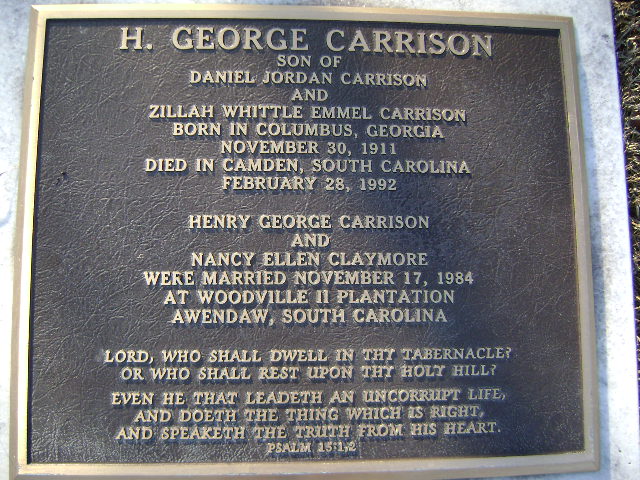 H. GEORGE CARRISON
SON OF
DANIEL JORDAN CARRISON
AND
ZILLAH WHITTLE EMMEL CARRISON
BORN IN COLUMBUS, GEORGIA
NOVEMBER 30, 1911
DIED IN CAMDEN, SOUTH CAROLINA
FEBRUARY 28, 1992
HENRY GEORGE CARRISON
AND
NANCY ELLEN CLAYMORE
WERE MARRIED NOVEMBER 17, 1984
AT WOODVILLE II PLANTATION
AWENDAW, SOUTH CAROLINA
LORD, WHO SHALL DWELL IN THY TABERNACLE?
OR WHO SHALL REST UPON THY HOLY HILL?
EVEN HE THAT LEADETH AN UNCORRUPT LIFE,
AND DOETH THE THING WHICH IS RIGHT,
AND SPEAKETH THE TRUTH FROM HIS HEART.
PSALM 15:1,2